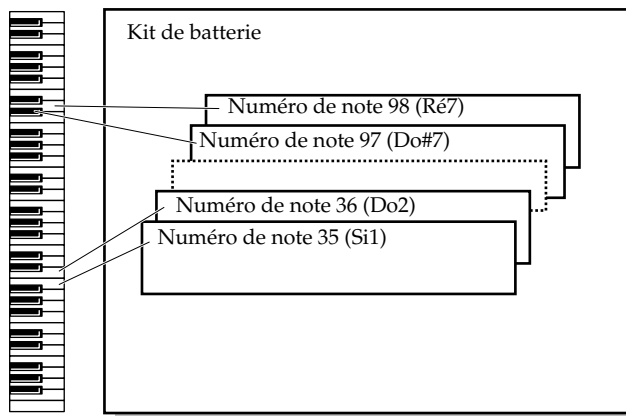 Kit de batterie
Numéro de note 98 (Ré7)
Numéro de note 97 (Do#7)
Numéro de note 36 (Do2)
Numéro de note 35 (Si1)